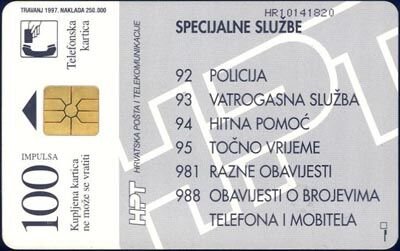 TRAVANJ 1997. NAKLADA 250.000
HR10141820
Telefonska
kartica
100
IMPULSA
Kupljena kartica
ne može se vratiti
HPT
HRVATSKA POŠTA I TELEKOMUNIKACIJE
SPECIJALNE SLUŽBE
92 POLICIJA
93 VATROGASNA SLUŽBA
94 HITNA POMOĆ
95 TOČNO VRIJEME
981 RAZNE OBAVIJESTI
988 OBAVIJESTI O BROJEVIMA
TELEFONA I MOBITELA
HPT